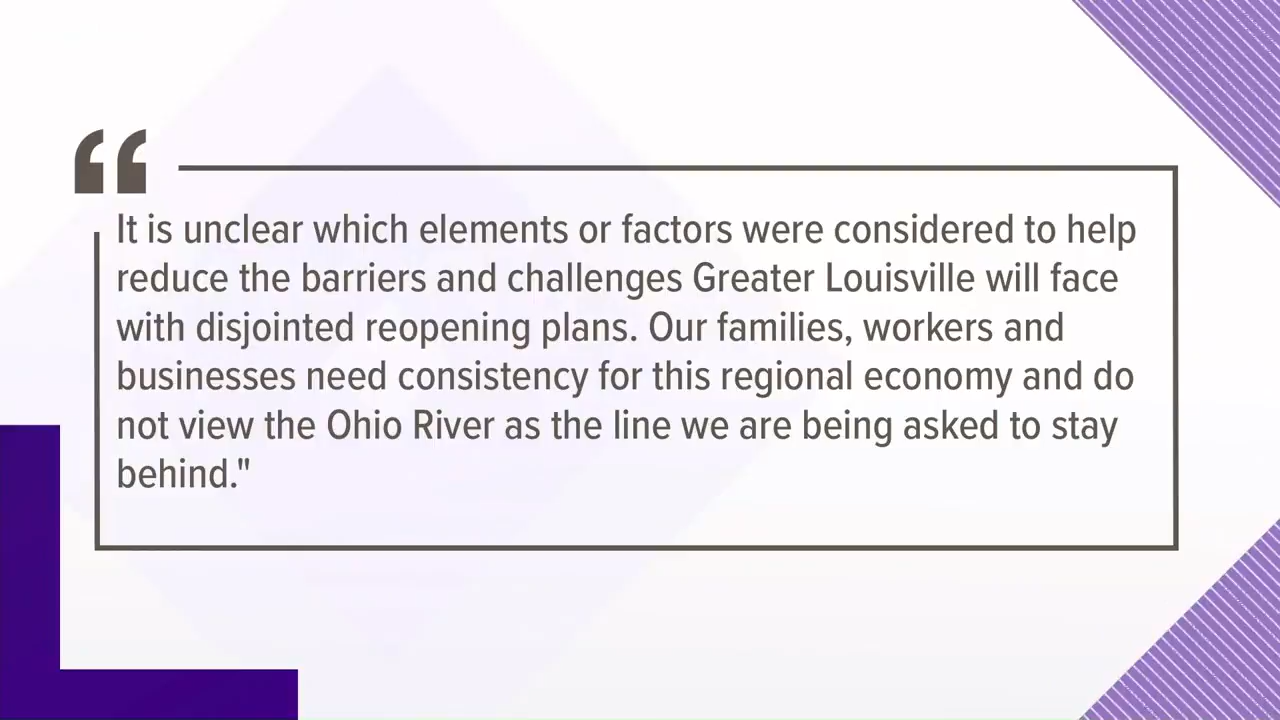 “
It is unclear which elements or factors were considered to help
reduce the barriers and challenges Greater Louisville will face
with disjointed reopening plans. Our families, workers and
businesses need consistency for this regional economy and do
not view the Ohio River as the line we are being asked to stay
behind."